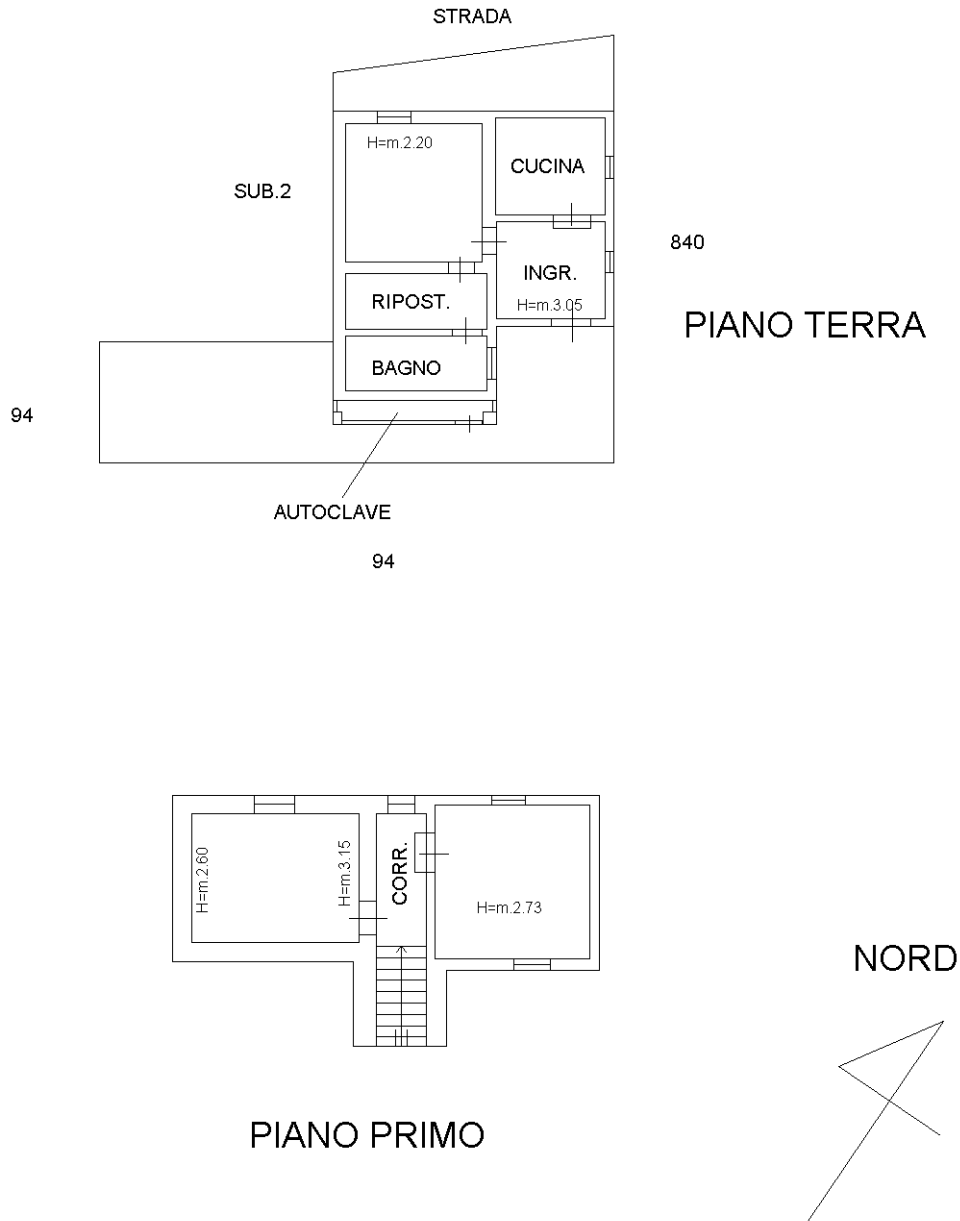 STRADA
H=m.2.20
CUCINA
SUB.2
840
INGR.
RIPOST.
H=m.3.05
PIANO TERRA
BAGNO
94
AUTOCLAVE
94
H=m.2.60
H=m.3.15
CORR.
H=m.2.73
NORD
PIANO PRIMO